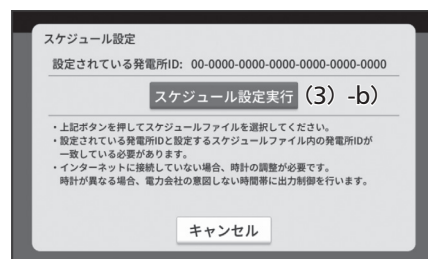 スケジュール設定
設定されている発電所ID: 00-0000-0000-0000-0000-0000-0000
スケジュール設定実行 (3) -b)
・上記ボタンを押してスケジュールファイルを選択してください。
・設定されている発電所IDと設定するスケジュールファイル内の発電所IDが
一致している必要があります。
・インターネットに接続していない場合、時計の調整が必要です。
時計が異なる場合、電力会社の意図しない時間帯に出力制御を行います。
キャンセル